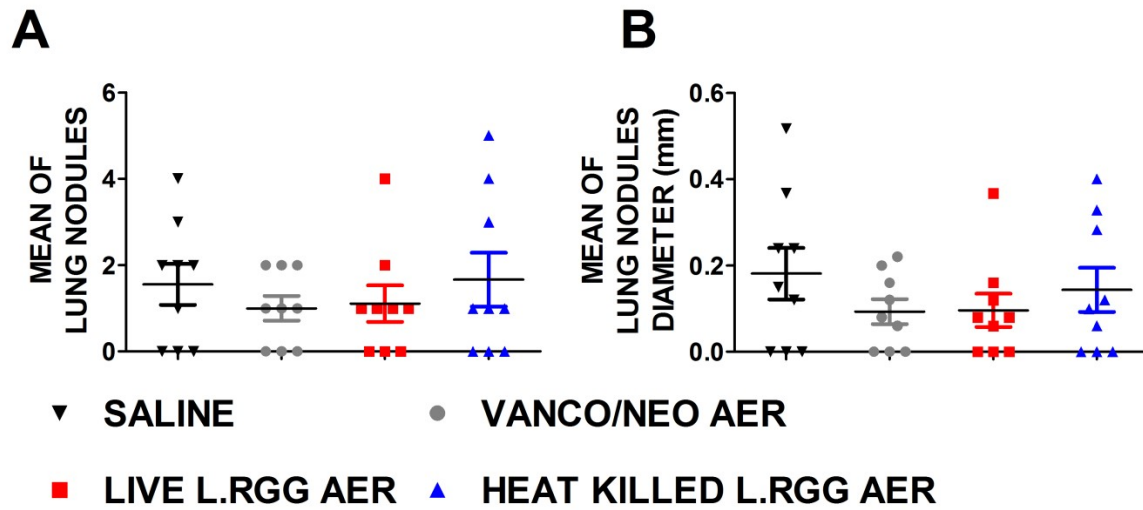 A
MEAN OF
LUNG NODULES
6
4
2
0
B
MEAN OF
LUNG NODULES
DIAMETER (mm)
0.6
0.4
0.2
0.0
SALINE
VANCO/NEO AER
LIVE L.RGG AER
HEAT KILLED L.RGG AER